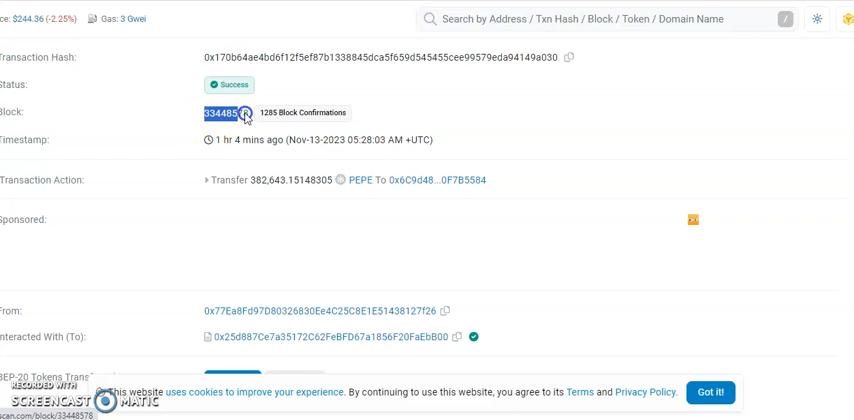 ce: $244.36 (-2.25%) Gas: 3 Gwei
Search by Address / Txn Hash / Block / Token / Domain Name /
Transaction Hash: 0x170b64ae4bd6f12f5ef87b1338845dca5f659d545455cee99579eda94149a030
Status: Success
Block: 33448578 1285 Block Confirmations
Timestamp: 1 hr 4 mins ago (Nov-13-2023 05:28:03 AM +UTC)
Transaction Action: Transfer 382,643.15148305 PEPE To 0x6C9d48...0F7B5584
Sponsored:
From: 0x77Ea8Fd97D80326830Ee4C25C8E1E51438127f26
Interacted With (To): 0x25d887Ce7a35172C62FeBFD67a1856F20FaEbB00
BEP-20 Tokens
This website uses cookies to improve your experience. By continuing to use this website, you agree to its Terms and Privacy Policy. Got it!
RECORDED WITH
SCREENCAST MATIC
scan.com/block/33448578